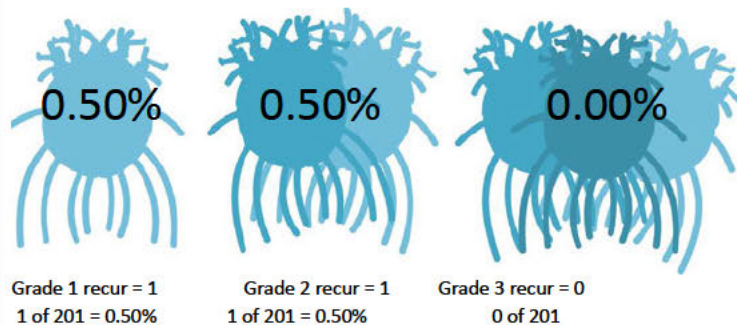 0.50% 0.50% 0.00%
Grade 1 recur = 1 Grade 2 recur = 1 Grade 3 recur = 0
1 of 201 = 0.50% 1 of 201 = 0.50% 0 of 201